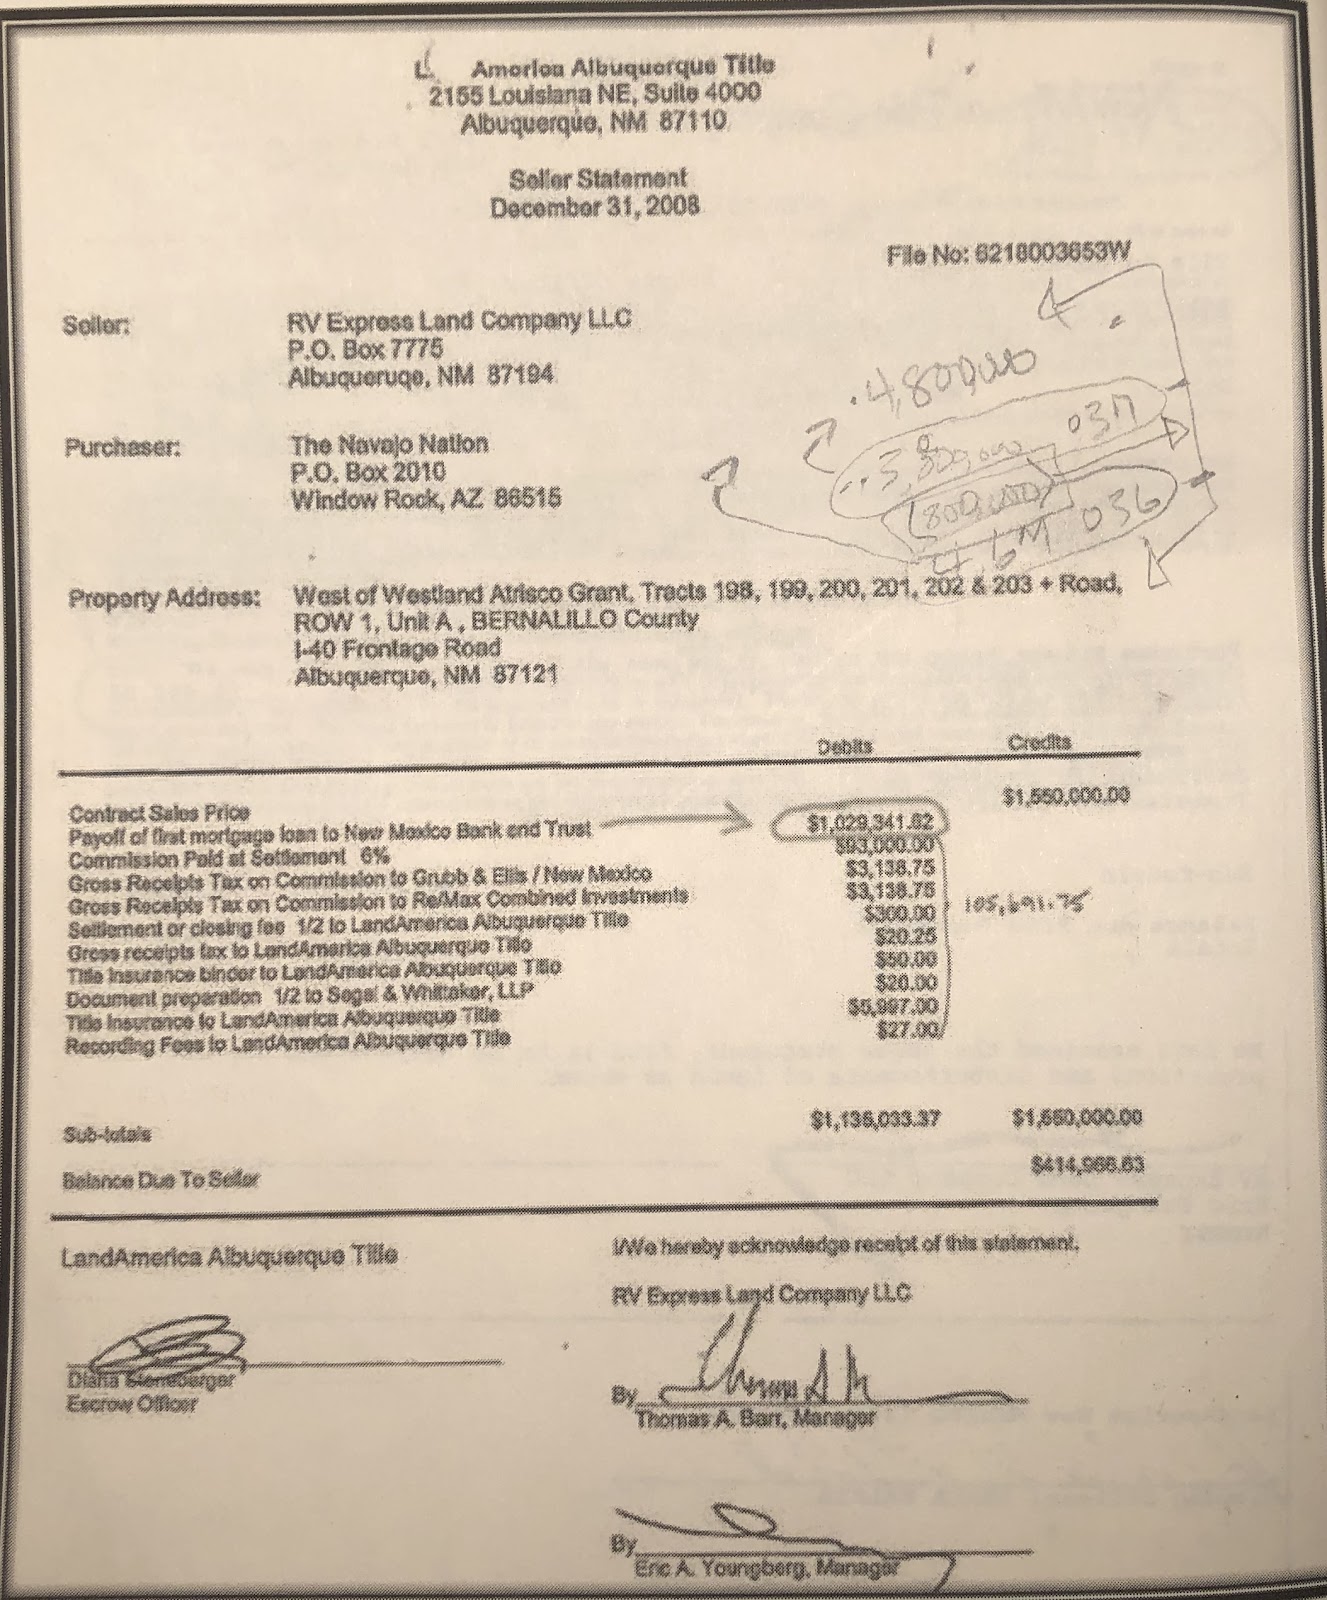 L America Albuquerque Title
2155 Louisiana NE, Suite 4000
Albuquerque, NM 87110
Seller Statement
December 31, 2008
File No: 6218003653W
Seller: RV Express Land Company LLC
P.O. Box 7775
Albuqueruqe, NM 87194
4,800,000
3,800,000 037
(800,000)
4.6M 036
Purchaser: The Navajo Nation
P.O. Box 2010
Window Rock, AZ 86515
Property Address: West of Westland Atrisco Grant, Tracts 198, 199, 200, 201, 202 & 203 + Road,
ROW 1, Unit A , BERNALILLO County
I-40 Frontage Road
Albuquerque, NM 87121
Debits Credits
Contract Sales Price $1,550,000.00
Payoff of first mortgage loan to New Mexico Bank and Trust $1,029,341.62
Commission Paid at Settlement 6% $93,000.00
Gross Receipts Tax on Commission to Grubb & Ellis / New Mexico $3,138.75
Gross Receipts Tax on Commission to Re/Max Combined Investments $3,138.75
Settlement or closing fee 1/2 to LandAmerica Albuquerque Title $300.00
105,691.75
Gross receipts tax to LandAmerica Albuquerque Title $20.25
Title Insurance binder to LandAmerica Albuquerque Title $50.00
Document preparation 1/2 to Segal & Whittaker, LLP $20.00
Title Insurance to LandAmerica Albuquerque Title $5,997.00
Recording Fees to LandAmerica Albuquerque Title $27.00
Sub-totals $1,135,033.37 $1,550,000.00
Balance Due To Seller $414,966.63
LandAmerica Albuquerque Title
I/We hereby acknowledge receipt of this statement.
RV Express Land Company LLC
Diana
Escrow Officer
By
Thomas A. Barr, Manager
By
Eric A. Youngberg, Manager